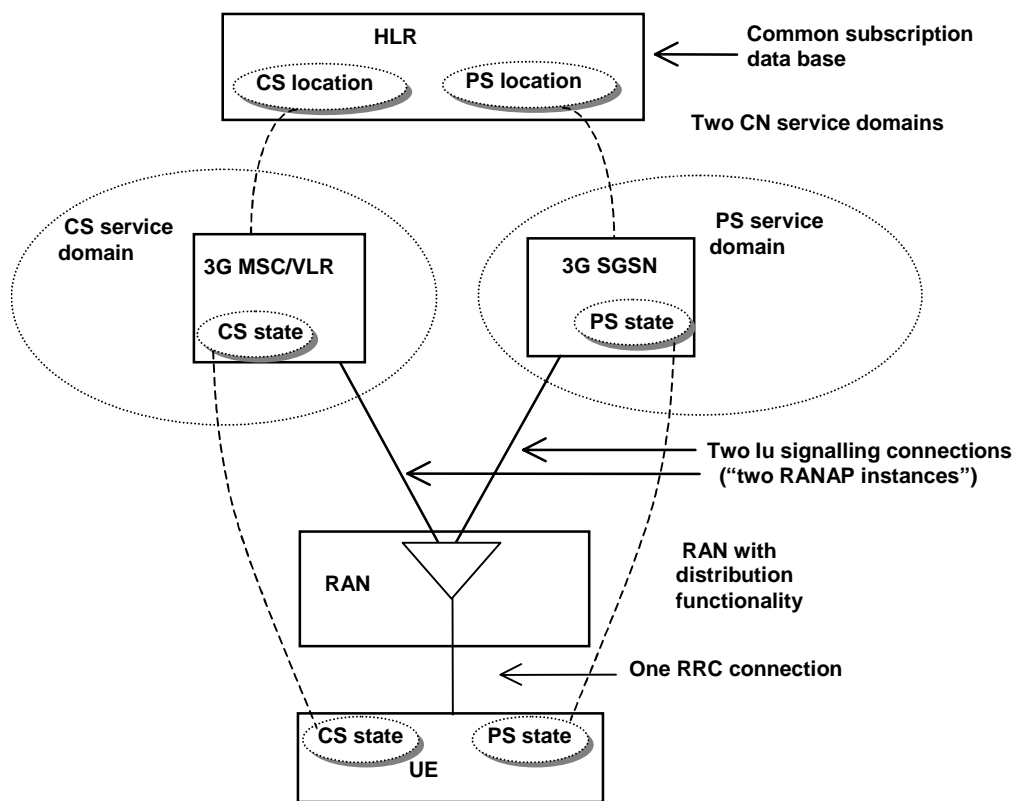 HLR
Common subscription
data base
CS location
PS location
Two CN service domains
CS service
domain
PS service
domain
3G MSC/VLR
3G SGSN
CS state
PS state
Two Iu signalling connections
(“two RANAP instances”)
RAN
RAN with
distribution
functionality
One RRC connection
CS state
PS state
UE